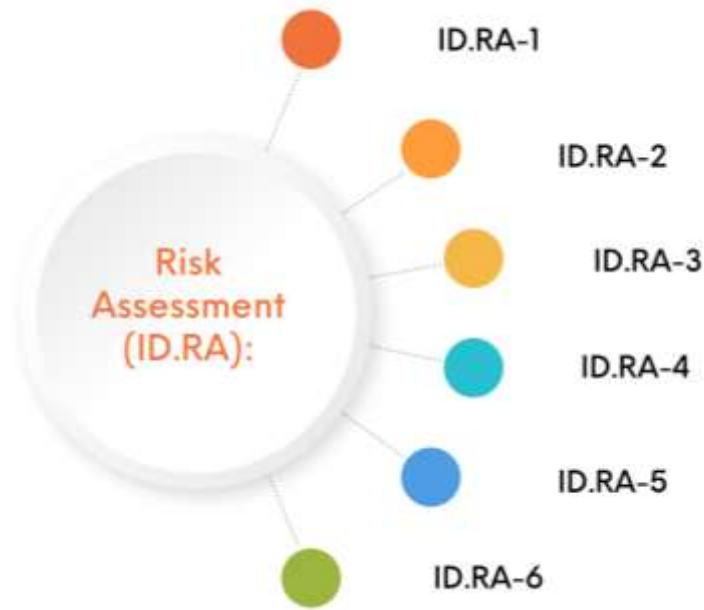 Risk
Assessment
(ID.RA):
ID.RA-1
ID.RA-2
ID.RA-3
ID.RA-4
ID.RA-5
ID.RA-6